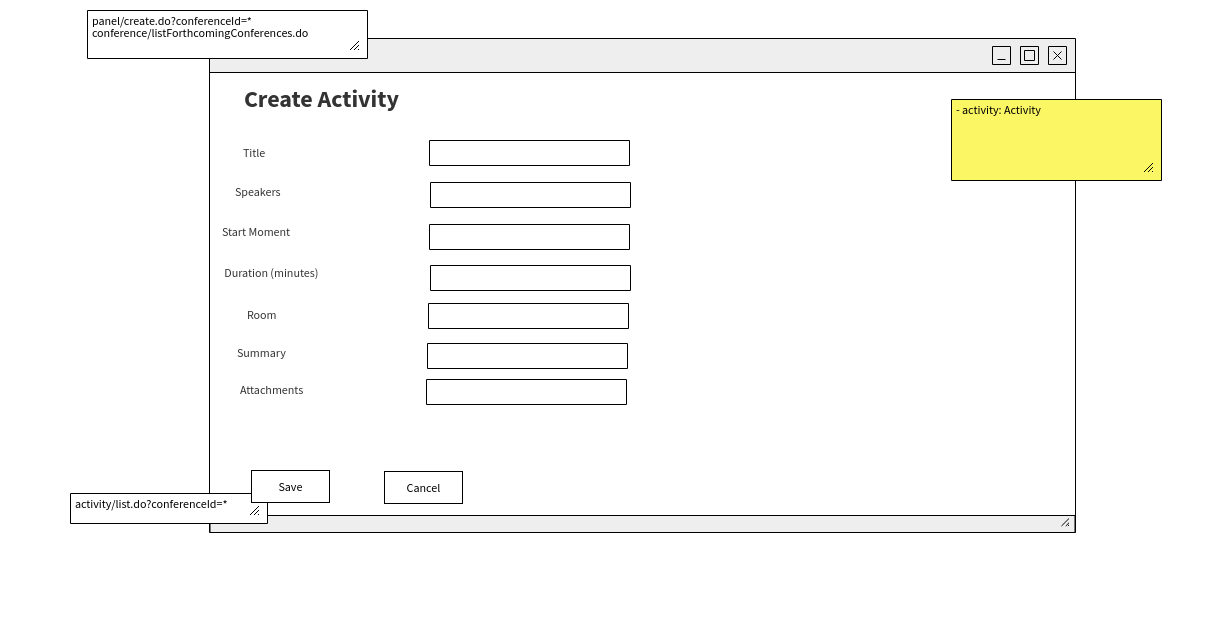 panel/create.do?conferenceId=*
conference/listForthcomingConferences.do
Create Activity
- activity: Activity
Title
Speakers
Start Moment
Duration (minutes)
Room
Summary
Attachments
Save
Cancel
activity/list.do?conferenceId=*